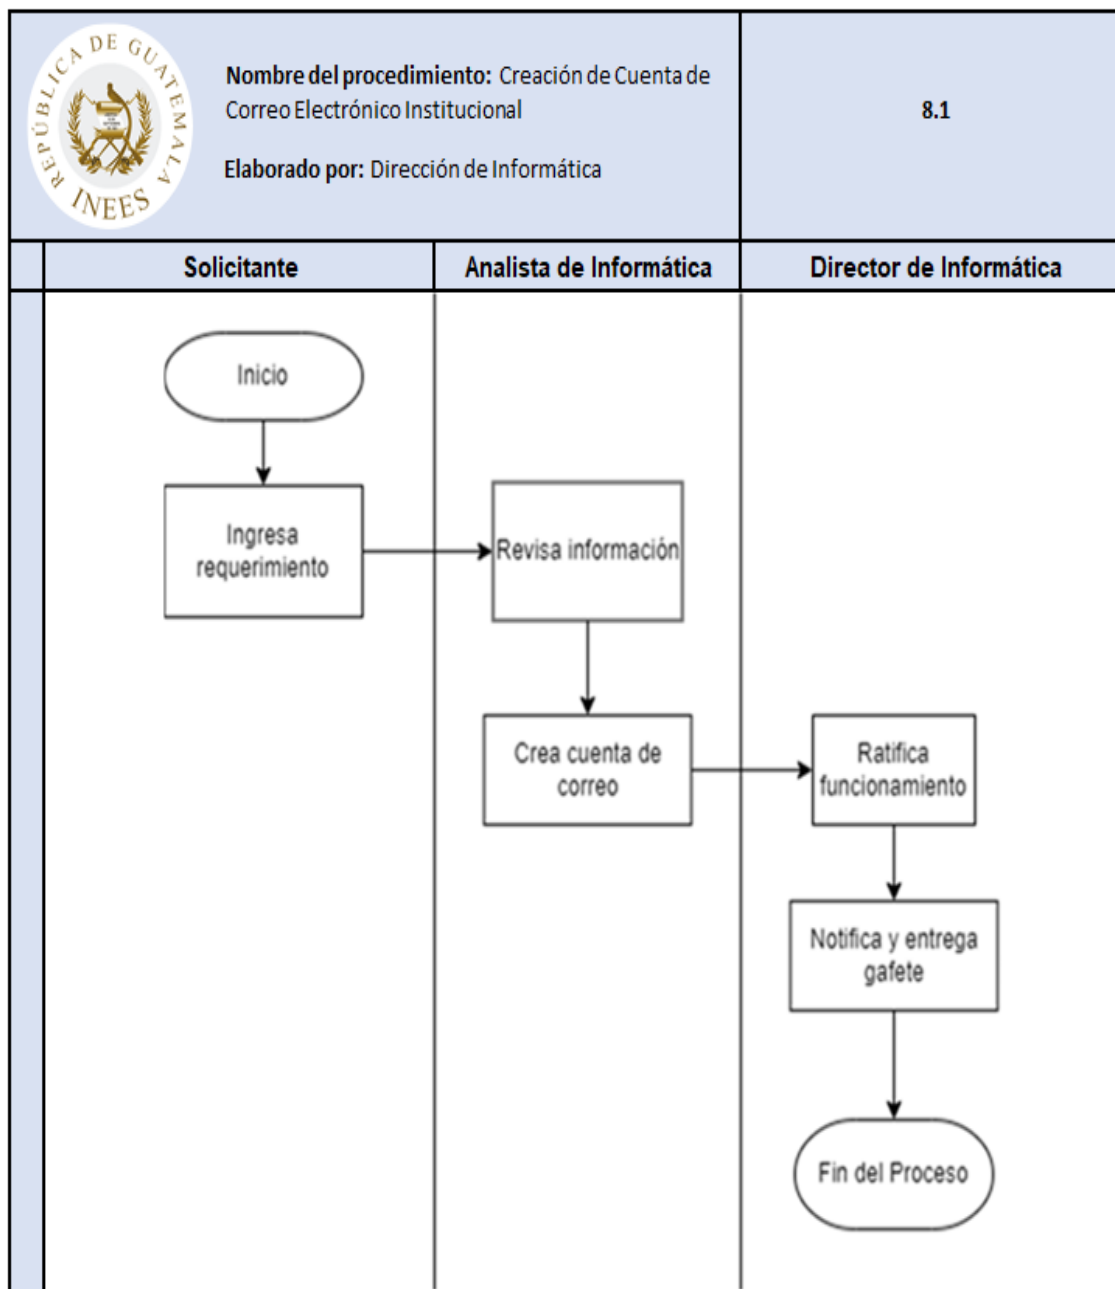 REPÚBLICA DE GUATEMALA
INEES
Nombre del procedimiento: Creación de Cuenta de
Correo Electrónico Institucional
Elaborado por: Dirección de Informática
8.1
Solicitante
Analista de Informática
Director de Informática
Inicio
Ingresa
requerimiento
Revisa información
Crea cuenta de
correo
Ratifica
funcionamiento
Notifica y entrega
gafete
Fin del Proceso